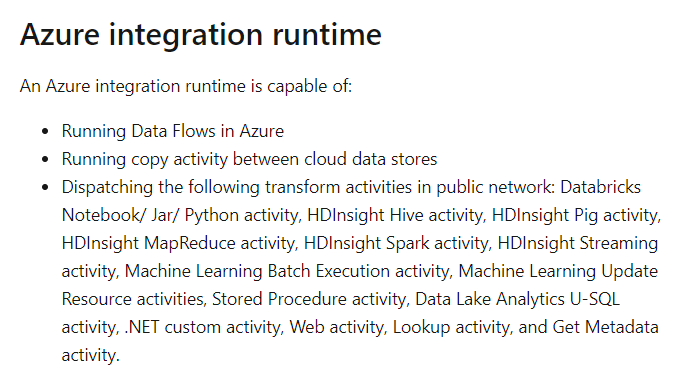 Azure integration runtime
An Azure integration runtime is capable of:
• Running Data Flows in Azure
• Running copy activity between cloud data stores
• Dispatching the following transform activities in public network: Databricks
Notebook/ Jar/ Python activity, HDInsight Hive activity, HDInsight Pig activity,
HDInsight MapReduce activity, HDInsight Spark activity, HDInsight Streaming
activity, Machine Learning Batch Execution activity, Machine Learning Update
Resource activities, Stored Procedure activity, Data Lake Analytics U-SQL
activity, .NET custom activity, Web activity, Lookup activity, and Get Metadata
activity.